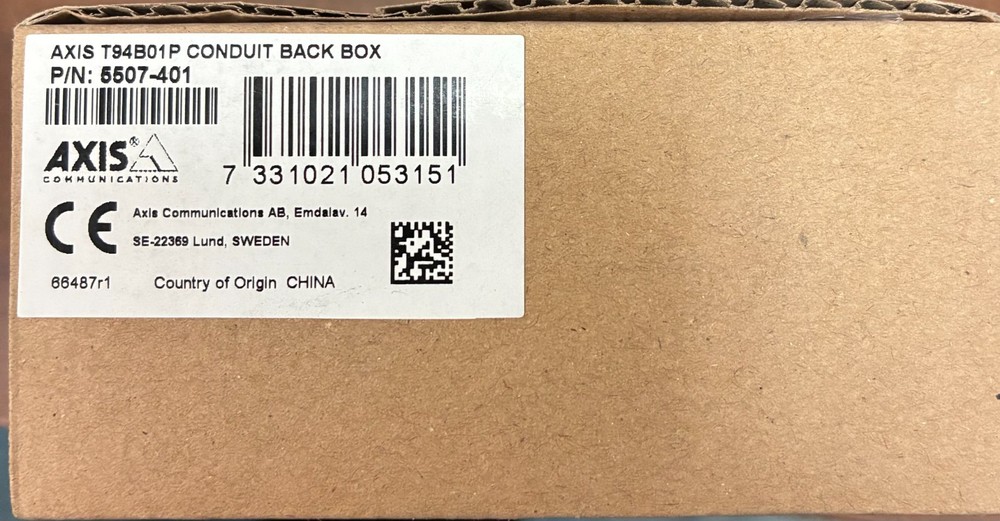 AXIS T94B01P CONDUIT BACK BOX
P/N: 5507-401
AXIS®
COMMUNICATIONS
7 331021 053151
CE
Axis Communications AB, Emdalav. 14
SE-22369 Lund, SWEDEN
66487r1 Country of Origin CHINA